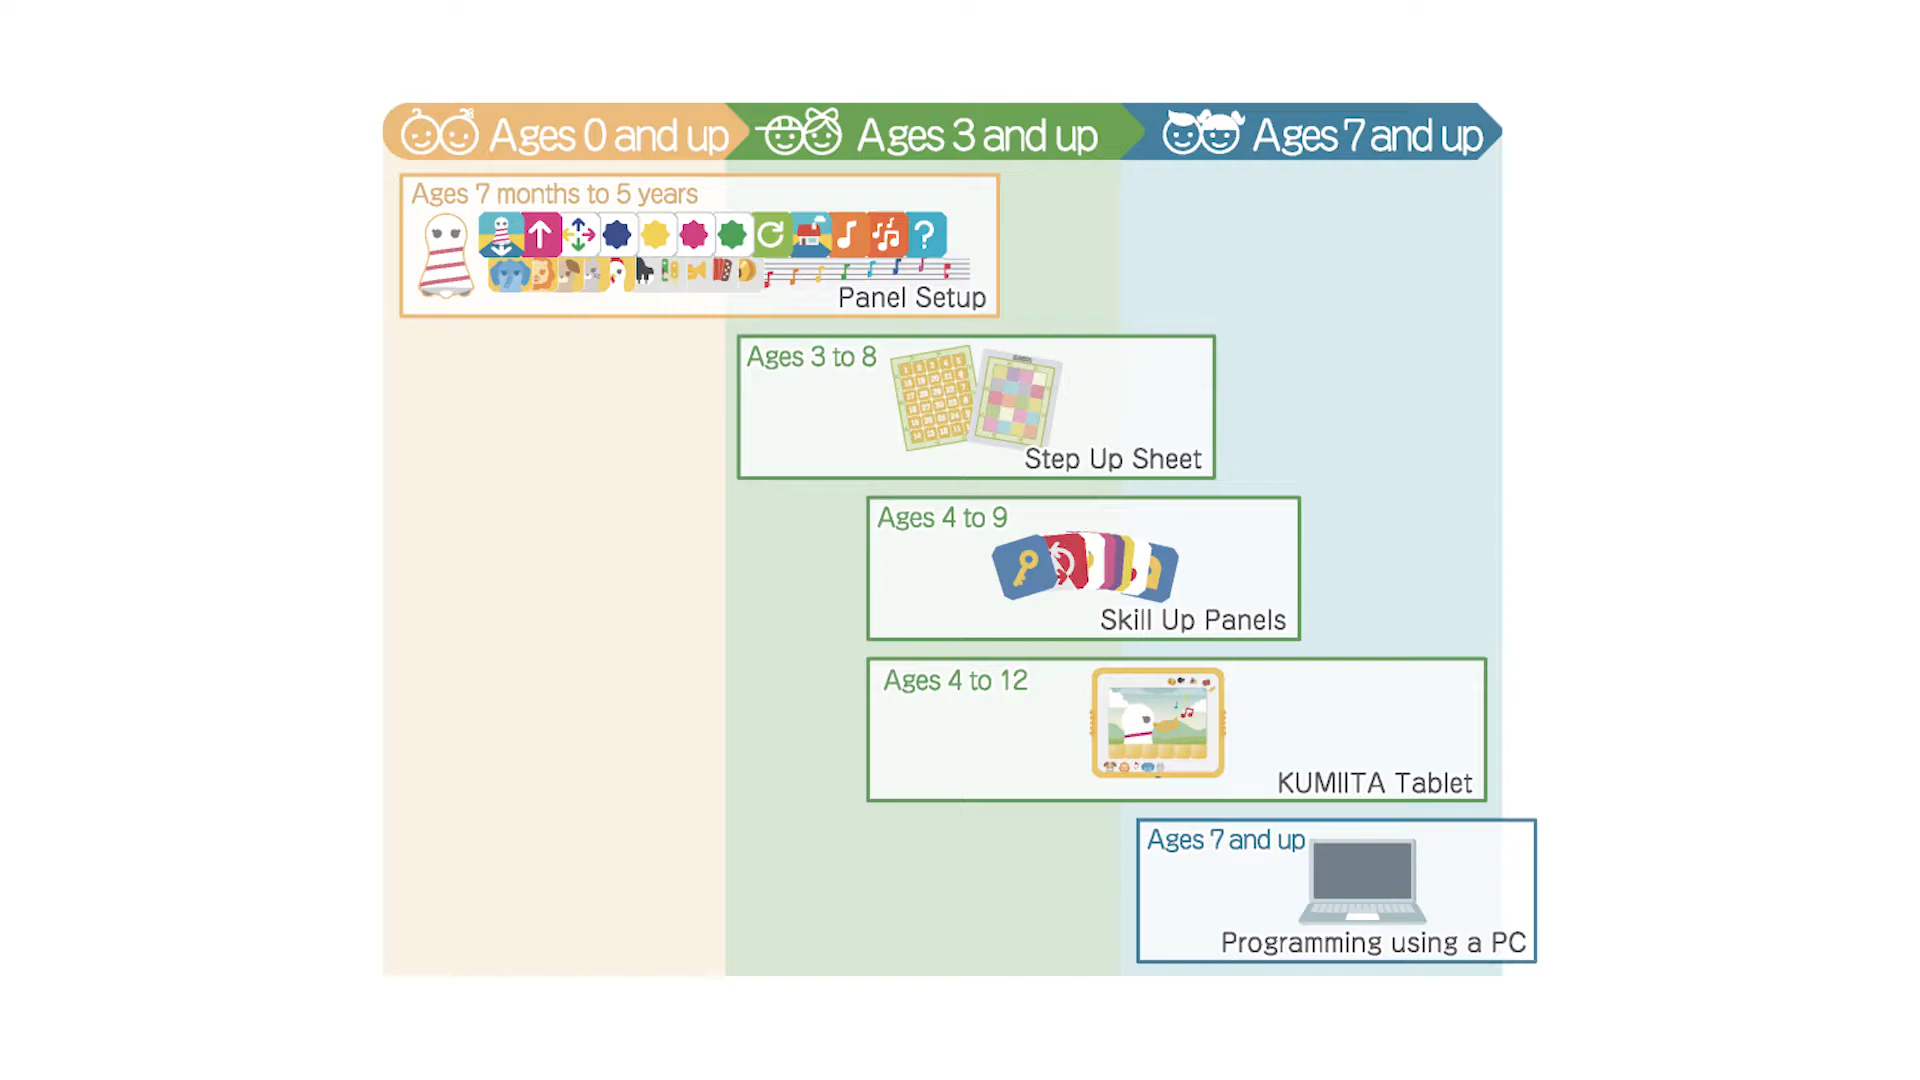 Ages 0 and up
Ages 3 and up
Ages 7 and up
Ages 7 months to 5 years
?
Panel Setup
Ages 3 to 8
Step Up Sheet
Ages 4 to 9
Skill Up Panels
Ages 4 to 12
KUMIITA Tablet
Ages 7 and up
Programming using a PC